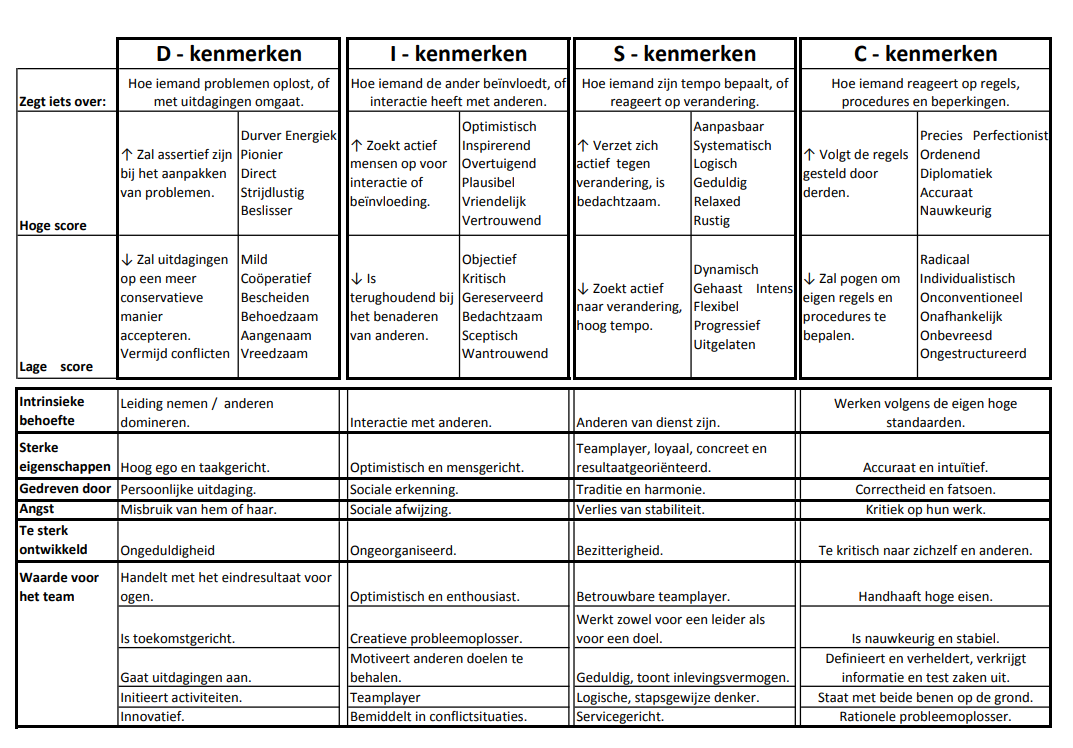 D - kenmerken
I - kenmerken
S - kenmerken
C - kenmerken
Zegt iets over:
Hoe iemand problemen oplost, of
met uitdagingen omgaat.
Hoe iemand de ander beïnvloedt, of
interactie heeft met anderen.
Hoe iemand zijn tempo bepaalt, of
reageert op verandering.
Hoe iemand reageert op regels,
procedures en beperkingen.
Hoge score
↑ Zal assertief zijn
bij het aanpakken
van problemen.
Durver Energiek
Pionier
Direct
Strijdlustig
Beslisser
↑ Zoekt actief
mensen op voor
interactie of
beïnvloeding.
Optimistisch
Inspirerend
Overtuigend
Plausibel
Vriendelijk
Vertrouwend
↑ Verzet zich
actief tegen
verandering, is
bedachtzaam.
Aanpasbaar
Systematisch
Logisch
Geduldig
Relaxed
Rustig
↑ Volgt de regels
gesteld door
derden.
Precies Perfectionist
Ordenend
Diplomatiek
Accuraat
Nauwkeurig
Lage score
↓ Zal uitdagingen
op een meer
conservatieve
manier
accepteren.
Vermijd conflicten
Mild
Coöperatief
Bescheiden
Behoedzaam
Aangenaam
Vreedzaam
↓ Is
terughoudend bij
het benaderen
van anderen.
Objectief
Kritisch
Gereserveerd
Bedachtzaam
Sceptisch
Wantrouwend
↓ Zoekt actief
naar verandering,
hoog tempo.
Dynamisch
Gehaast Intens
Flexibel
Progressief
Uitgelaten
↓ Zal pogen om
eigen regels en
procedures te
bepalen.
Radicaal
Individualistisch
Onconventioneel
Onafhankelijk
Onbevreesd
Ongestructureerd
Intrinsieke
behoefte
Leiding nemen / anderen
domineren.
Interactie met anderen.
Anderen van dienst zijn.
Werken volgens de eigen hoge
standaarden.
Sterke
eigenschappen
Hoog ego en taakgericht.
Optimistisch en mensgericht.
Teamplayer, loyaal, concreet en
resultaatgeoriënteerd.
Accuraat en intuïtief.
Gedreven door
Persoonlijke uitdaging.
Sociale erkenning.
Traditie en harmonie.
Correctheid en fatsoen.
Angst
Misbruik van hem of haar.
Sociale afwijzing.
Verlies van stabiliteit.
Kritiek op hun werk.
Te sterk
ontwikkeld
Ongeduldigheid
Ongeorganiseerd.
Bezitterigheid.
Te kritisch naar zichzelf en anderen.
Waarde voor
het team
Handelt met het eindresultaat voor
ogen.
Optimistisch en enthousiast.
Betrouwbare teamplayer.
Handhaaft hoge eisen.
Is toekomstgericht.
Creatieve probleemoplosser.
Werkt zowel voor een leider als
voor een doel.
Is nauwkeurig en stabiel.
Gaat uitdagingen aan.
Motiveert anderen doelen te
behalen.
Geduldig, toont inlevingsvermogen.
Definieert en verheldert, verkrijgt
informatie en test zaken uit.
Initieert activiteiten.
Teamplayer
Logische, stapsgewijze denker.
Staat met beide benen op de grond.
Innovatief.
Bemiddelt in conflictsituaties.
Servicegericht.
Rationele probleemoplosser.